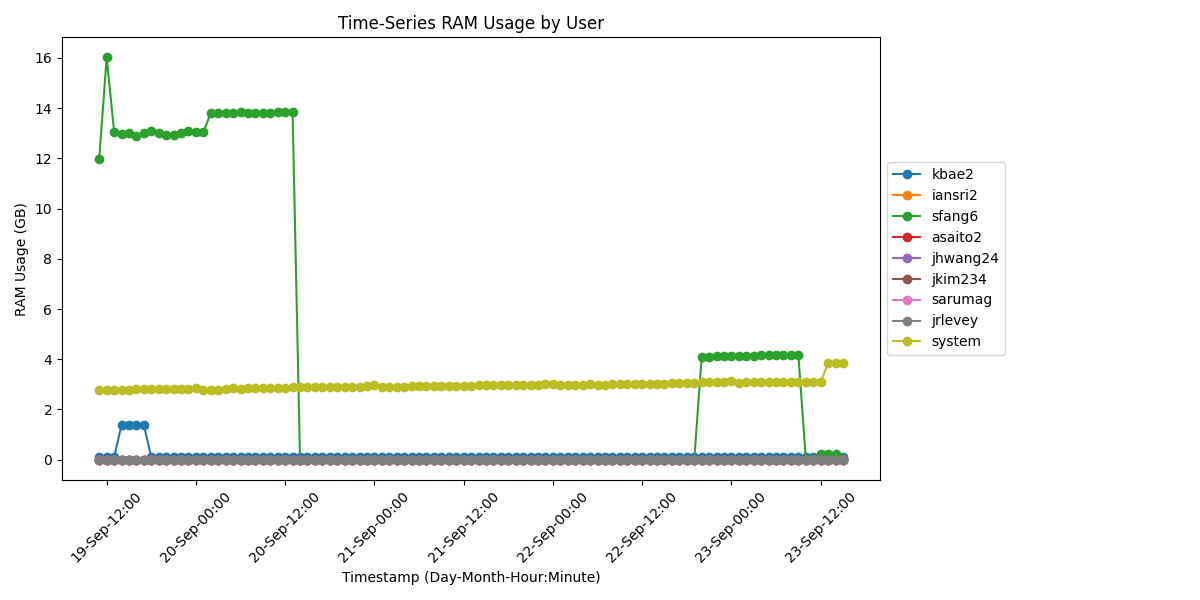 Time-Series RAM Usage by User
RAM Usage (GB)
16
14
12
10
8
6
4
2
0
19-Sep-12:00
20-Sep-00:00
20-Sep-12:00
21-Sep-00:00
21-Sep-12:00
22-Sep-00:00
22-Sep-12:00
23-Sep-00:00
23-Sep-12:00
Timestamp (Day-Month-Hour:Minute)
kbae2
iansri2
sfang6
asaito2
jhwang24
jkim234
sarumag
jrlevey
system